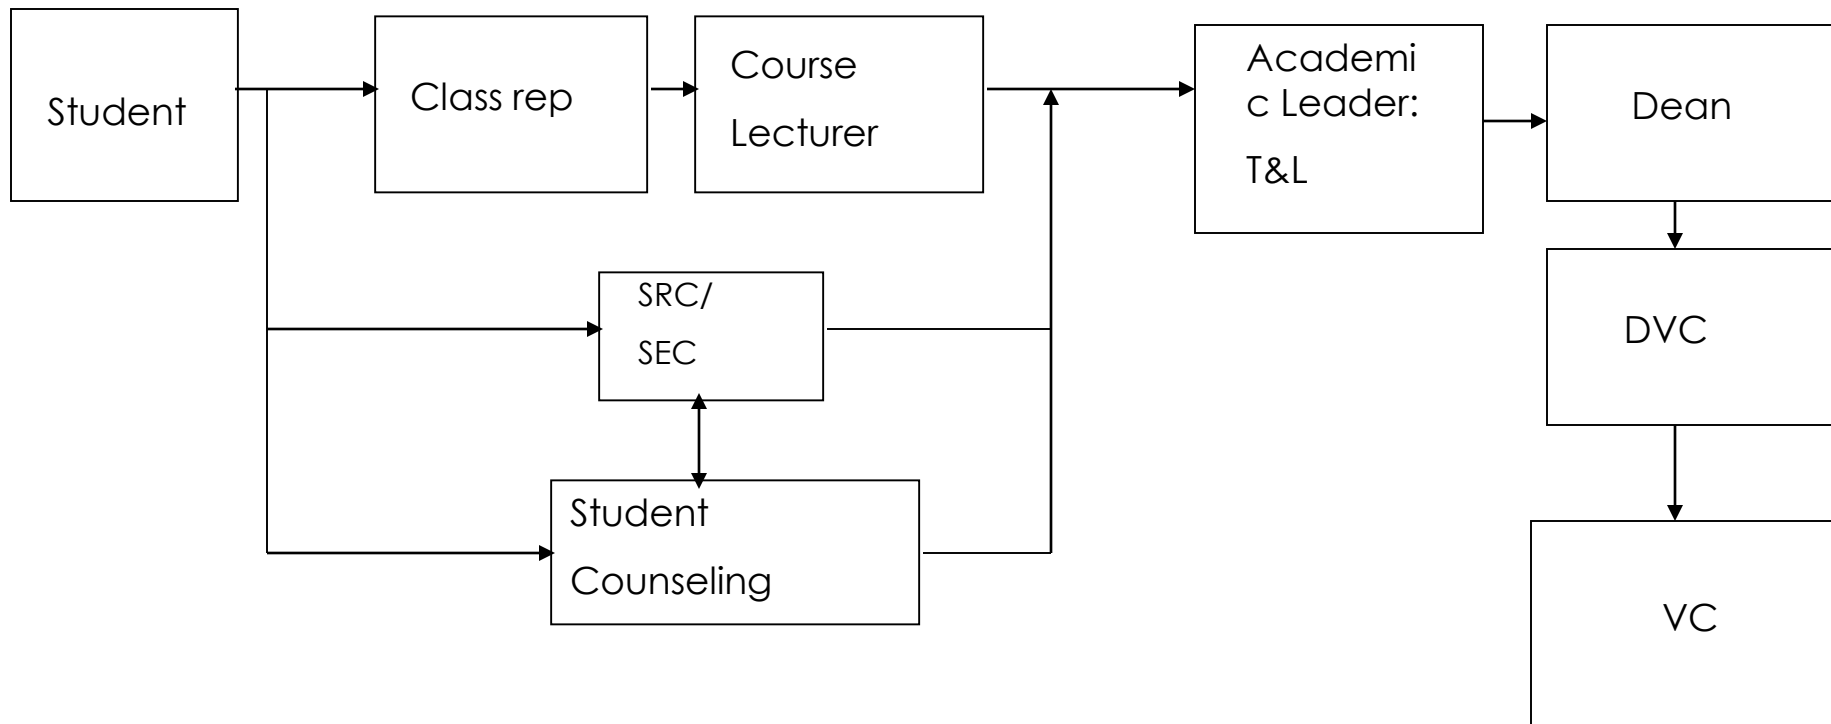 Student
Class rep
Course
Lecturer
Academi
c Leader:
T&L
Dean
SRC/
SEC
DVC
Student
Counseling
VC